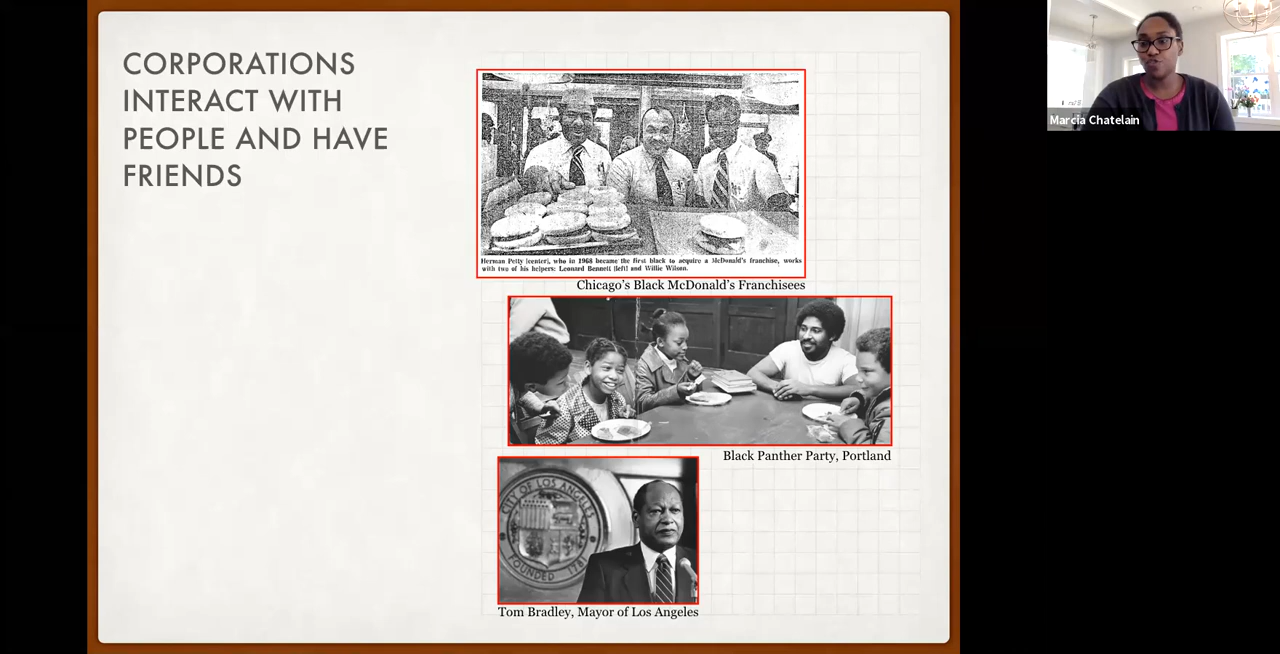 CORPORATIONS
INTERACT WITH
PEOPLE AND HAVE
FRIENDS
Marcia Chatelain
Herman Petty (center), who in 1968 became the first black to acquire a McDonald's franchise, works
with two of his helpers: Leonard Bennett (left) and Willie Wilson.
Chicago's Black McDonald's Franchisees
Black Panther Party, Portland
CITY OF LOS ANGELES
FOUNDED 1781
Tom Bradley, Mayor of Los Angeles